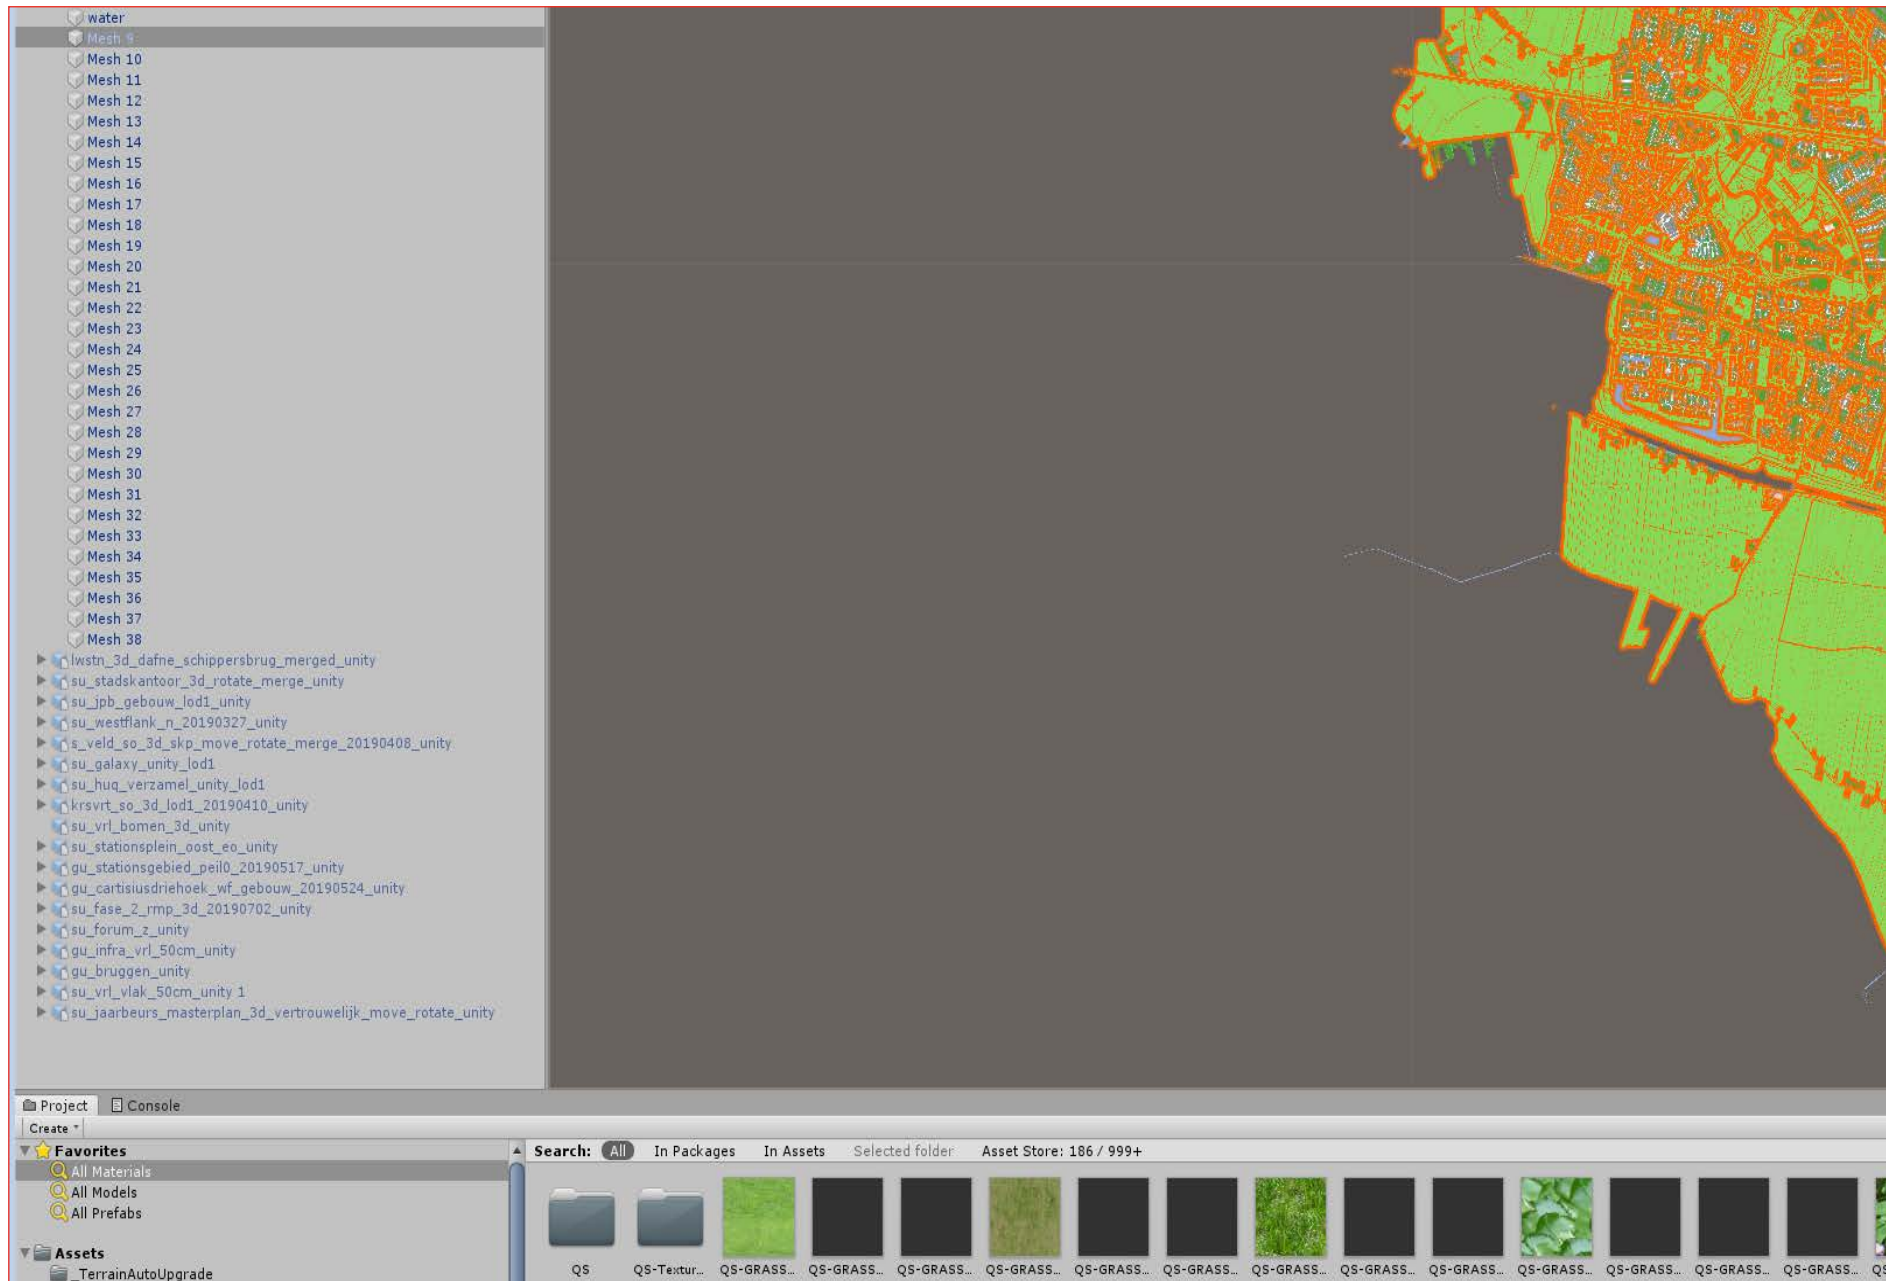 water
Mesh 9
Mesh 10
Mesh 11
Mesh 12
Mesh 13
Mesh 14
Mesh 15
Mesh 16
Mesh 17
Mesh 18
Mesh 19
Mesh 20
Mesh 21
Mesh 22
Mesh 23
Mesh 24
Mesh 25
Mesh 26
Mesh 27
Mesh 28
Mesh 29
Mesh 30
Mesh 31
Mesh 32
Mesh 33
Mesh 34
Mesh 35
Mesh 36
Mesh 37
Mesh 38
lwstn_3d_dafne_schippersbrug_merged_unity
su_stadskantoor_3d_rotate_merge_unity
su_jpb_gebouw_lod1_unity
su_westflank_n_20190327_unity
s_veld_so_3d_skp_move_rotate_merge_20190408_unity
su_galaxy_unity_lod1
su_huq_verzamel_unity_lod1
krsvrt_so_3d_lod1_20190410_unity
su_vrl_bomen_3d_unity
su_stationsplein_oost_eo_unity
gu_stationsgebied_peil0_20190517_unity
gu_cartisiusdriehoek_wf_gebouw_20190524_unity
su_fase_2_rmp_3d_20190702_unity
su_forum_z_unity
gu_infra_vrl_50cm_unity
gu_bruggen_unity
su_vrl_vlak_50cm_unity 1
su_jaarbeurs_masterplan_3d_vertrouwelijk_move_rotate_unity
Project Console
Create
Favorites
All Materials
All Models
All Prefabs
Assets
_TerrainAutoUpgrade
Search: All In Packages In Assets Selected folder Asset Store: 186 / 999+
QS QS-Textur... QS-GRASS... QS-GRASS... QS-GRASS... QS-GRASS... QS-GRASS... QS-GRASS... QS-GRASS... QS-GRASS... QS-GRASS... QS-GRASS... QS-GRASS... QS-GRASS... QS-GRASS... QS